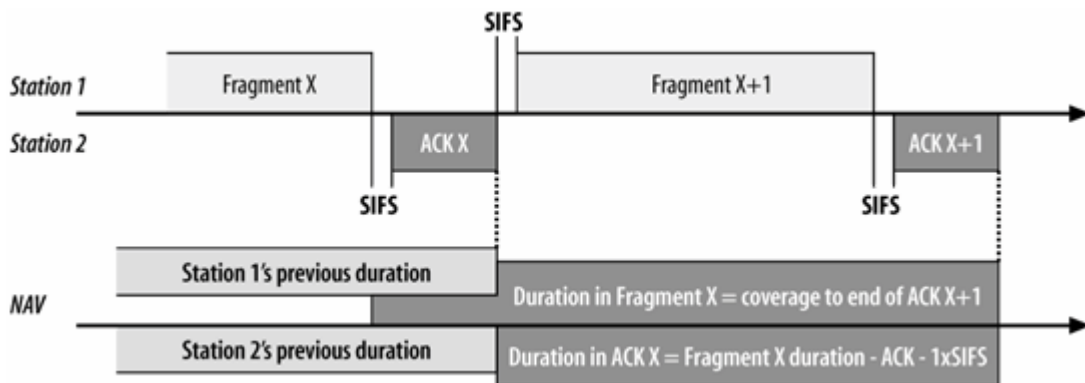 SIFS
Station 1
Fragment X
Fragment X+1
Station 2
ACK X
ACK X+1
SIFS
SIFS
Station 1's previous duration
Duration in Fragment X = coverage to end of ACK X+1
NAV
Station 2's previous duration
Duration in ACK X = Fragment X duration - ACK - 1xSIFS